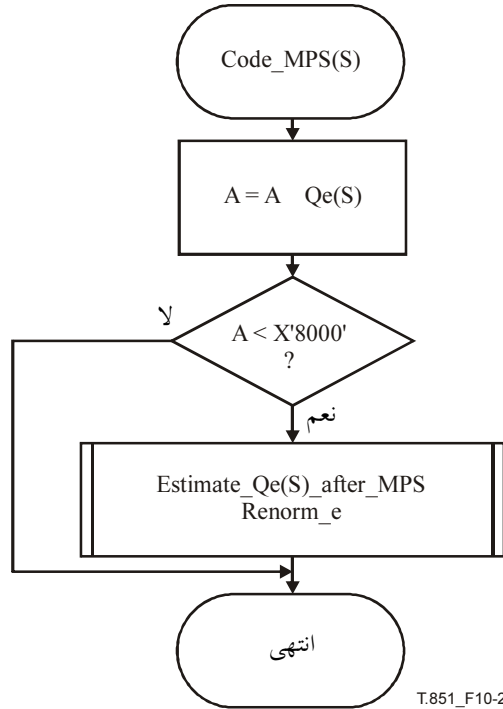 Code_MPS(S)
A = A Qe(S)
A < X'8000'
?
لا
نعم
Estimate_Qe(S)_after_MPS
Renorm_e
انتهى
T.851_F10-2